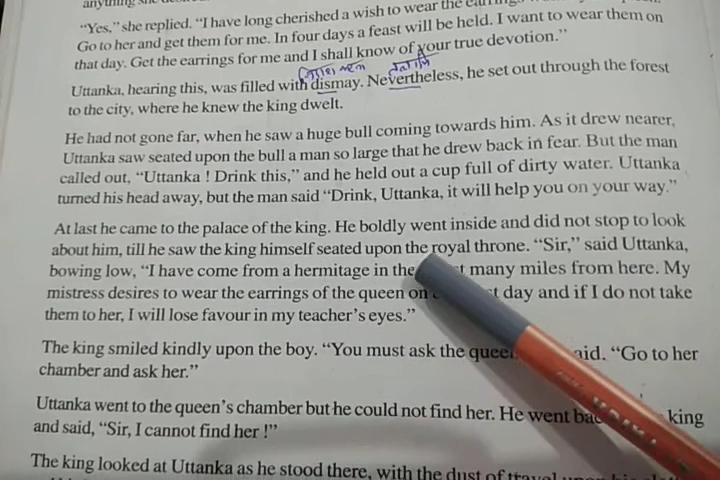 "Yes," she replied. "I have long cherished a wish to wear the
Go to her and get them for me. In four days a feast will be held. I want to wear them on
that day. Get the earrings for me and I shall know of your true devotion."
Uttanka, hearing this, was filled with dismay. Nevertheless, he set out through the forest
to the city, where he knew the king dwelt.
He had not gone far, when he saw a huge bull coming towards him. As it drew nearer,
Uttanka saw seated upon the bull a man so large that he drew back in fear. But the man
called out, "Uttanka ! Drink this," and he held out a cup full of dirty water. Uttanka
turned his head away, but the man said "Drink, Uttanka, it will help you on your way."
At last he came to the palace of the king. He boldly went inside and did not stop to look
about him, till he saw the king himself seated upon the royal throne. "Sir," said Uttanka,
bowing low, "I have come from a hermitage in the many miles from here. My
mistress desires to wear the earrings of the queen on day and if I do not take
them to her, I will lose favour in my teacher's eyes."
The king smiled kindly upon the boy. "You must ask the "Go to her
chamber and ask her."
Uttanka went to the queen's chamber but he could not find her. He went king
and said, "Sir, I cannot find her !"
The king looked at Uttanka as he stood there, with the dust of travel